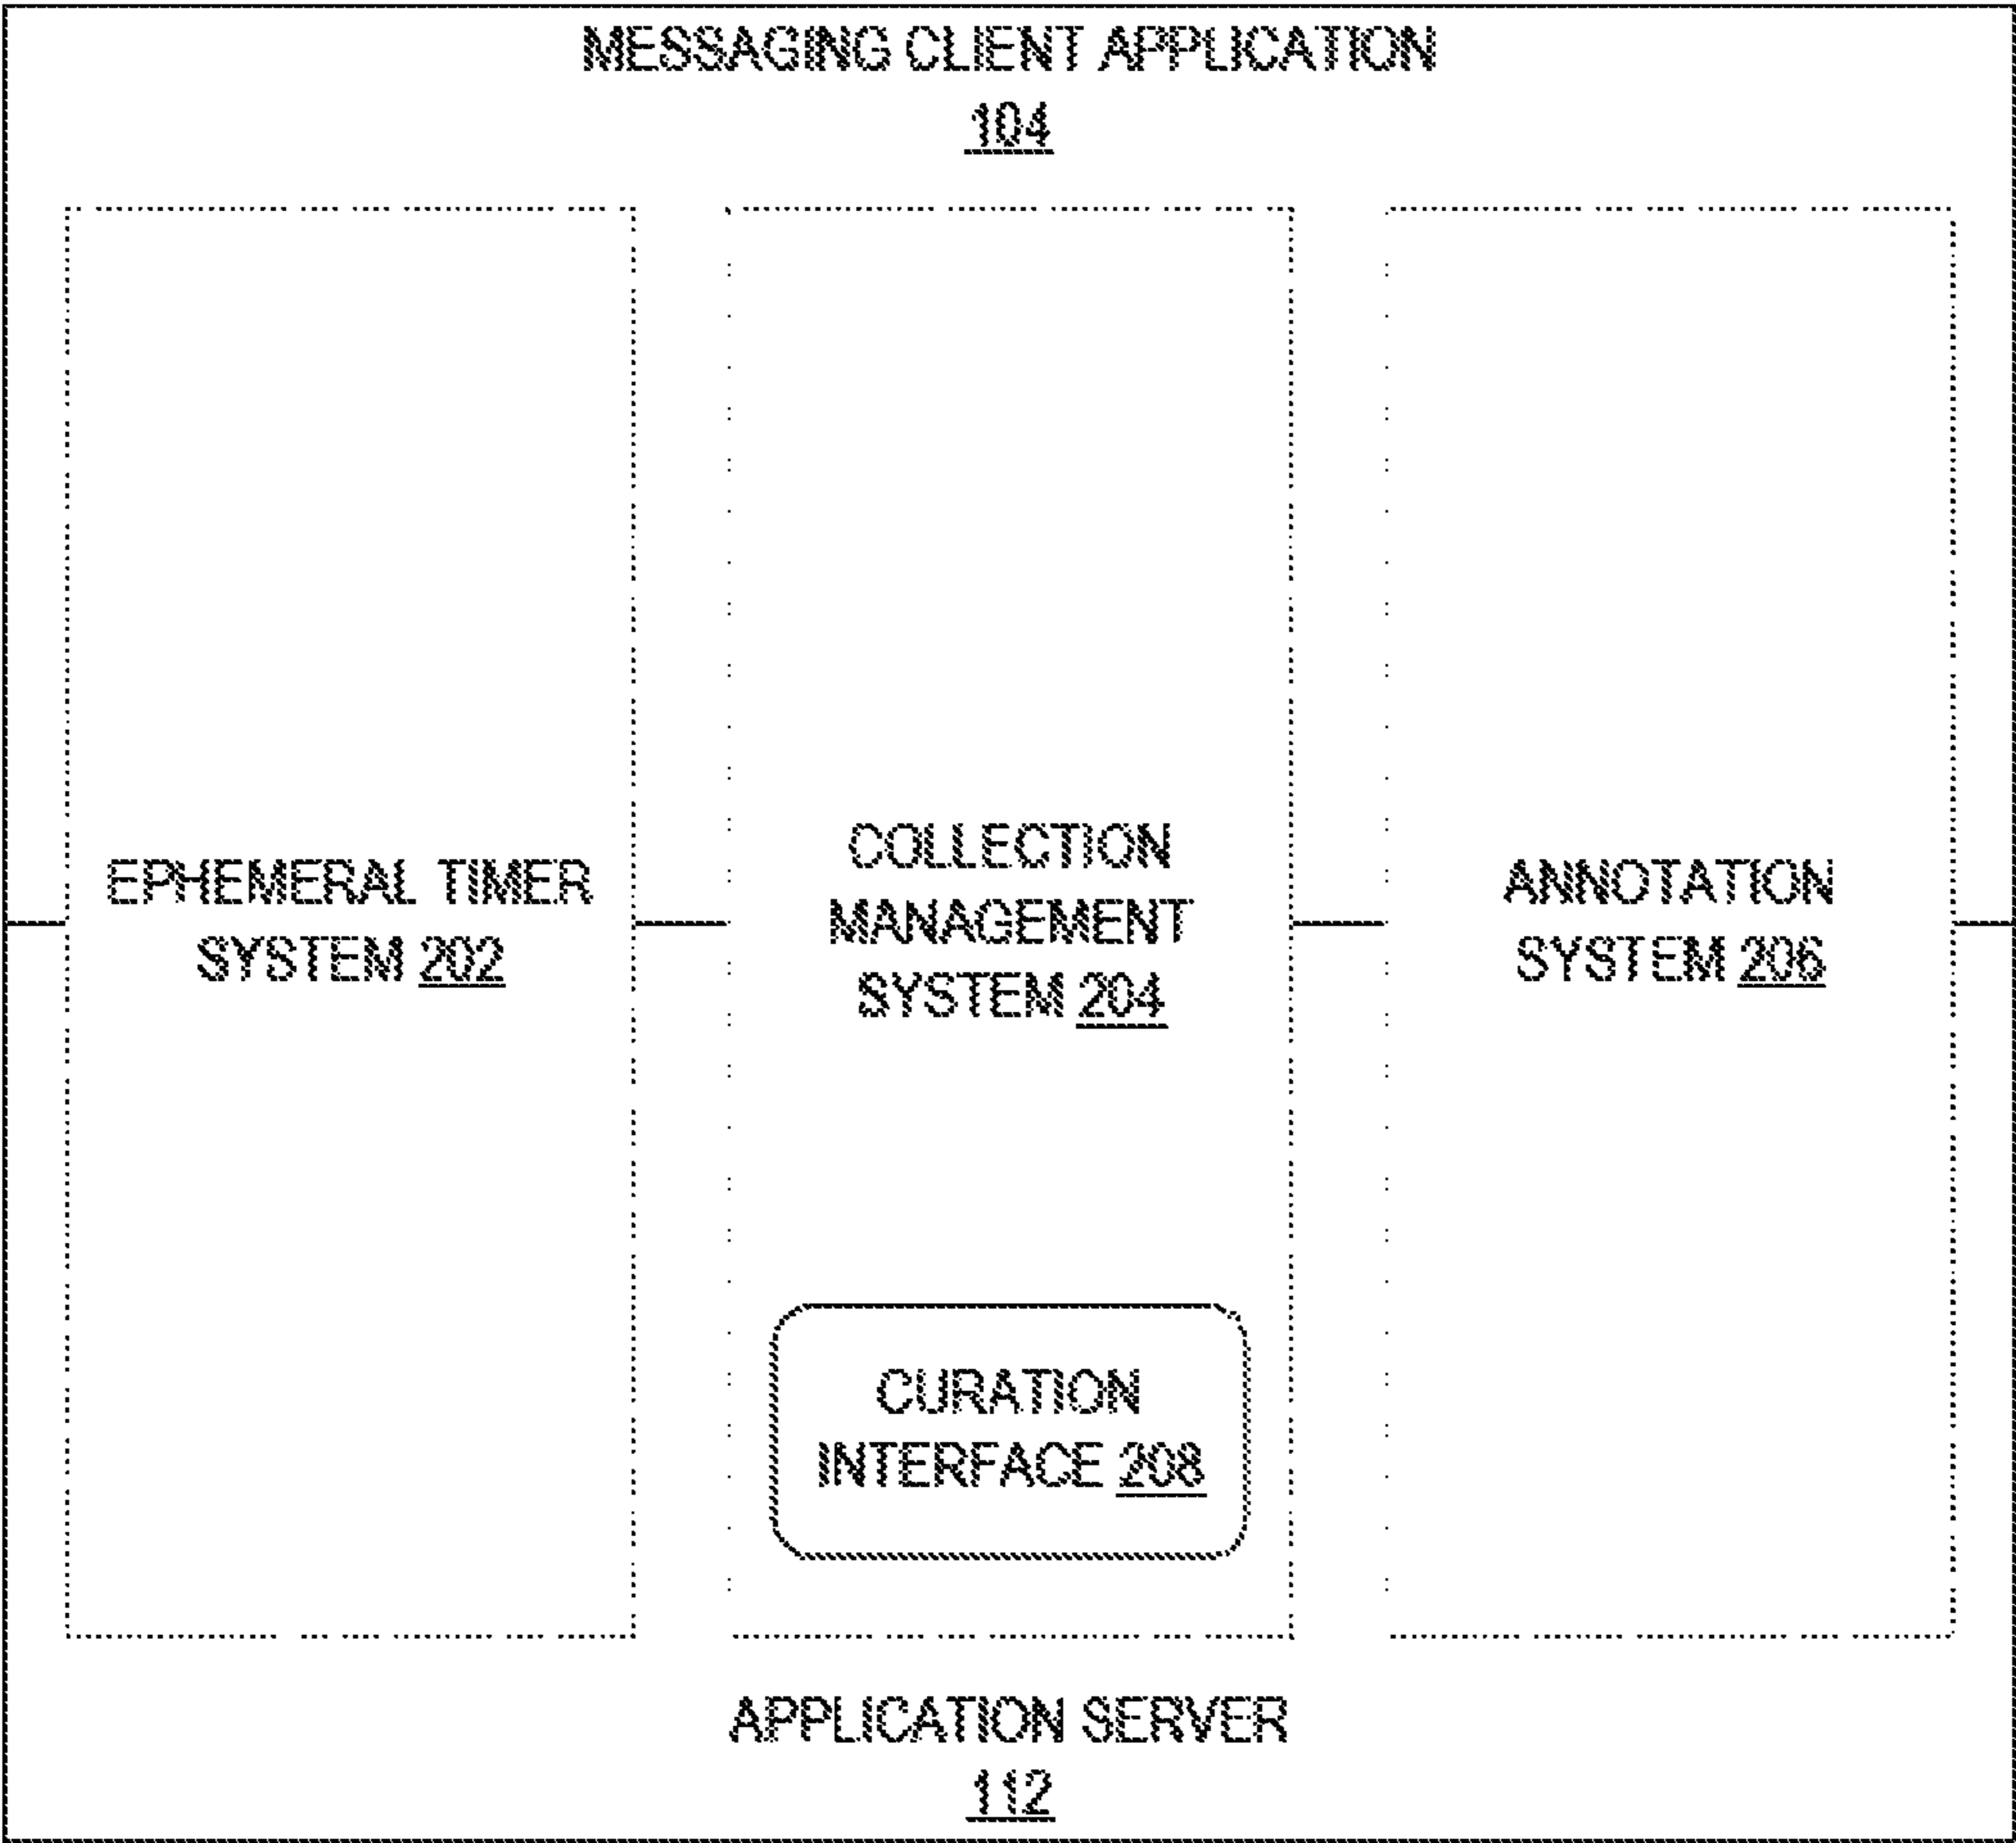 MESSAGING CLIENT APPLICATION
104
EPHEMERAL TIMER
SYSTEM 202
COLLECTION
MANAGEMENT
SYSTEM 204
ANNOTATION
SYSTEM 206
CURATION
INTERFACE 208
APPLICATION SERVER
112